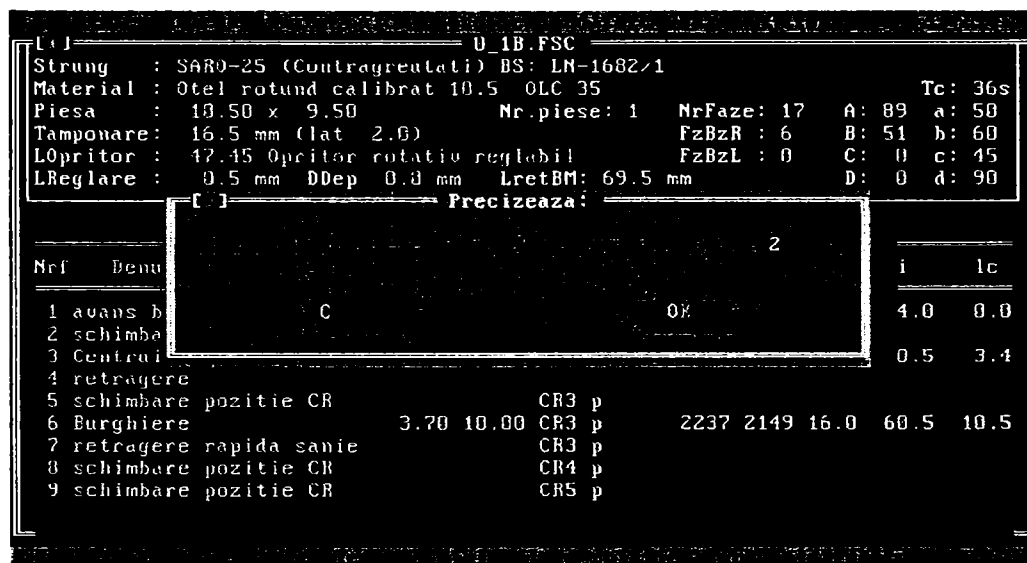 U_1B.FSC
Strung : SARO-25 (Contragreutati) BS: LN-1682/1
Material : Otel rotund calibrat 10.5 OLC 35 Tc: 36s
Piesa : 10.50 x 9.50 Nr.piese: 1 NrFaze: 17 A: 89 a: 50
Tamponare: 16.5 mm (lat 2.0) FzBzR : 6 B: 51 b: 60
LOpritor : 47.45 Opritor rotativ reglabil FzBzL : 0 C: 0 c: 45
LReglare : 0.5 mm DDep 0.0 mm LretBM: 69.5 mm D: 0 d: 90
Precizeaza:
2
C OK
Nrf Denu i lc
1 avans b 4.0 0.0
2 schimba
3 Centrui 0.5 3.4
4 retragere
5 schimbare pozitie CR CR3 p
6 Burghiere 3.70 10.00 CR3 p 2237 2149 16.0 60.5 10.5
7 retragere rapida sanie CR3 p
8 schimbare pozitie CR CR4 p
9 schimbare pozitie CR CR5 p